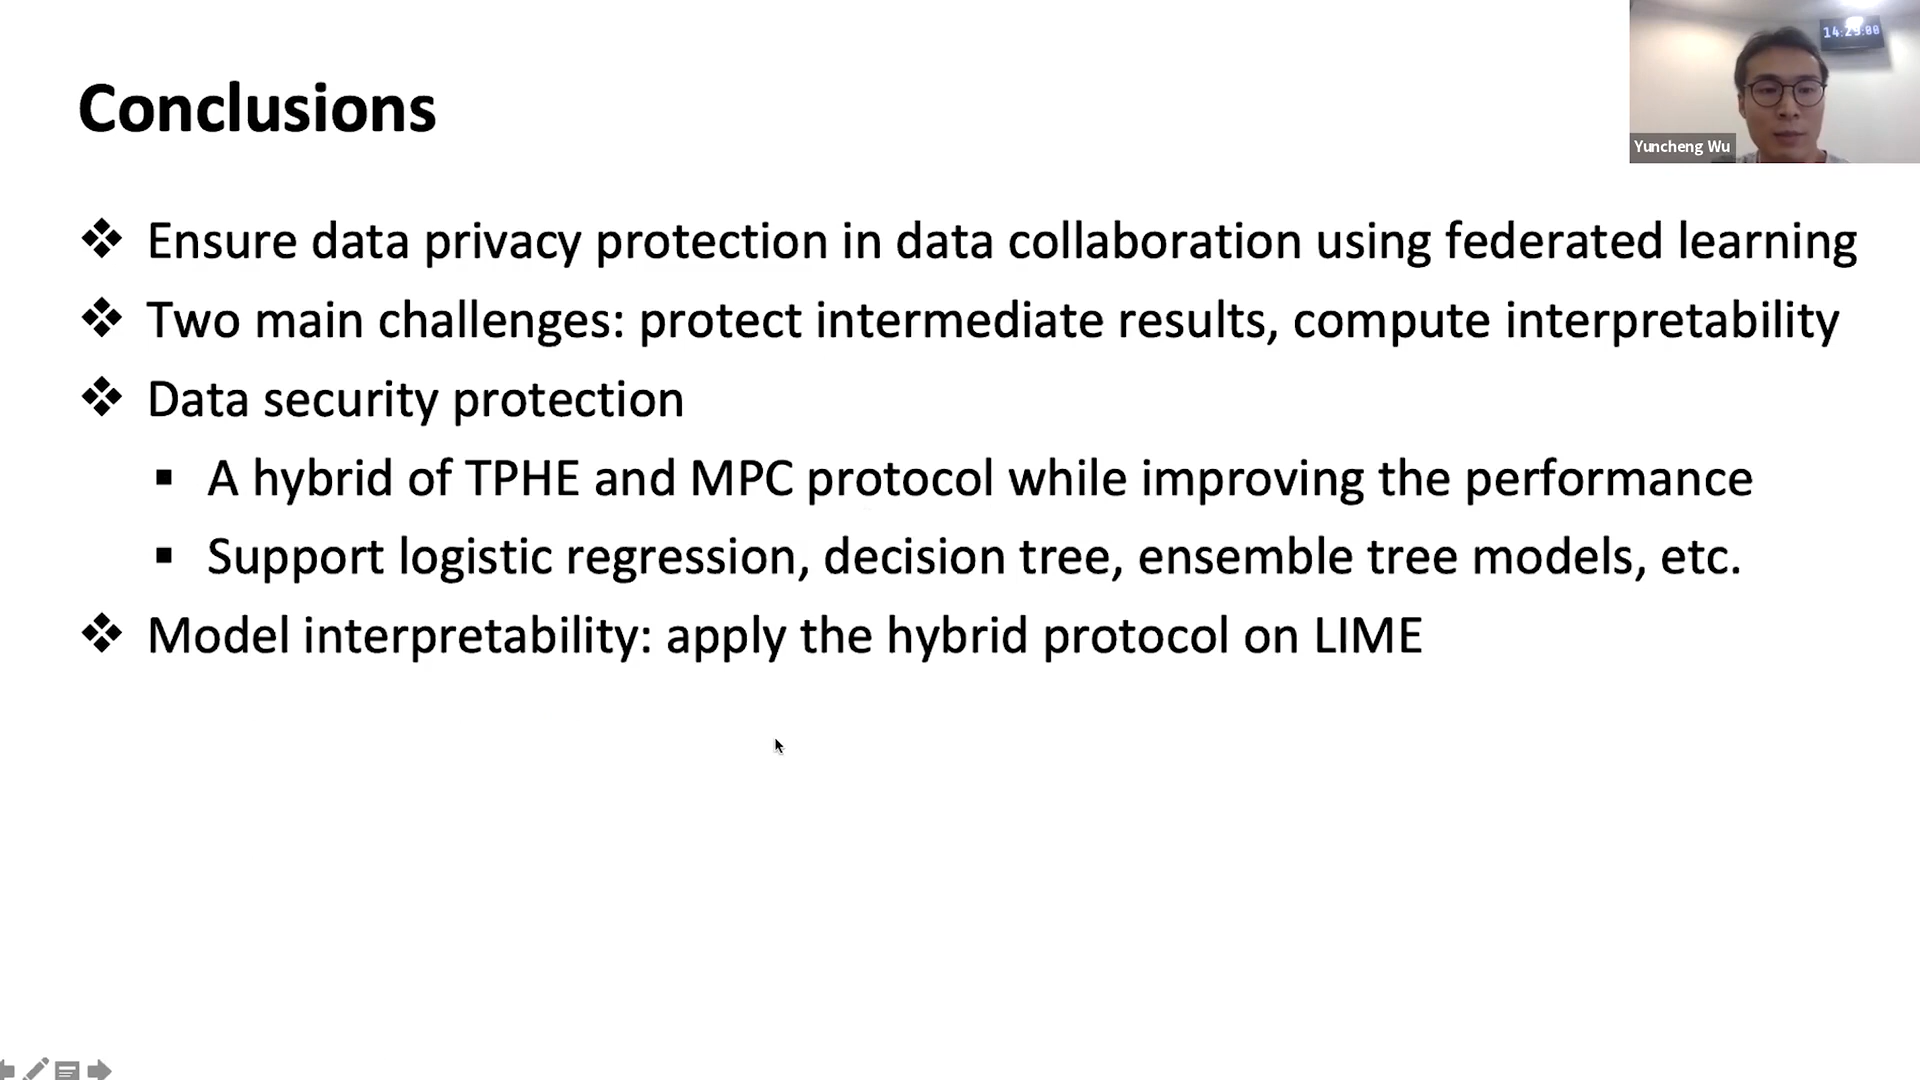 Conclusions
Yuncheng Wu
Ensure data privacy protection in data collaboration using federated learning
Two main challenges: protect intermediate results, compute interpretability
Data security protection
A hybrid of TPHE and MPC protocol while improving the performance
Support logistic regression, decision tree, ensemble tree models, etc.
Model interpretability: apply the hybrid protocol on LIME